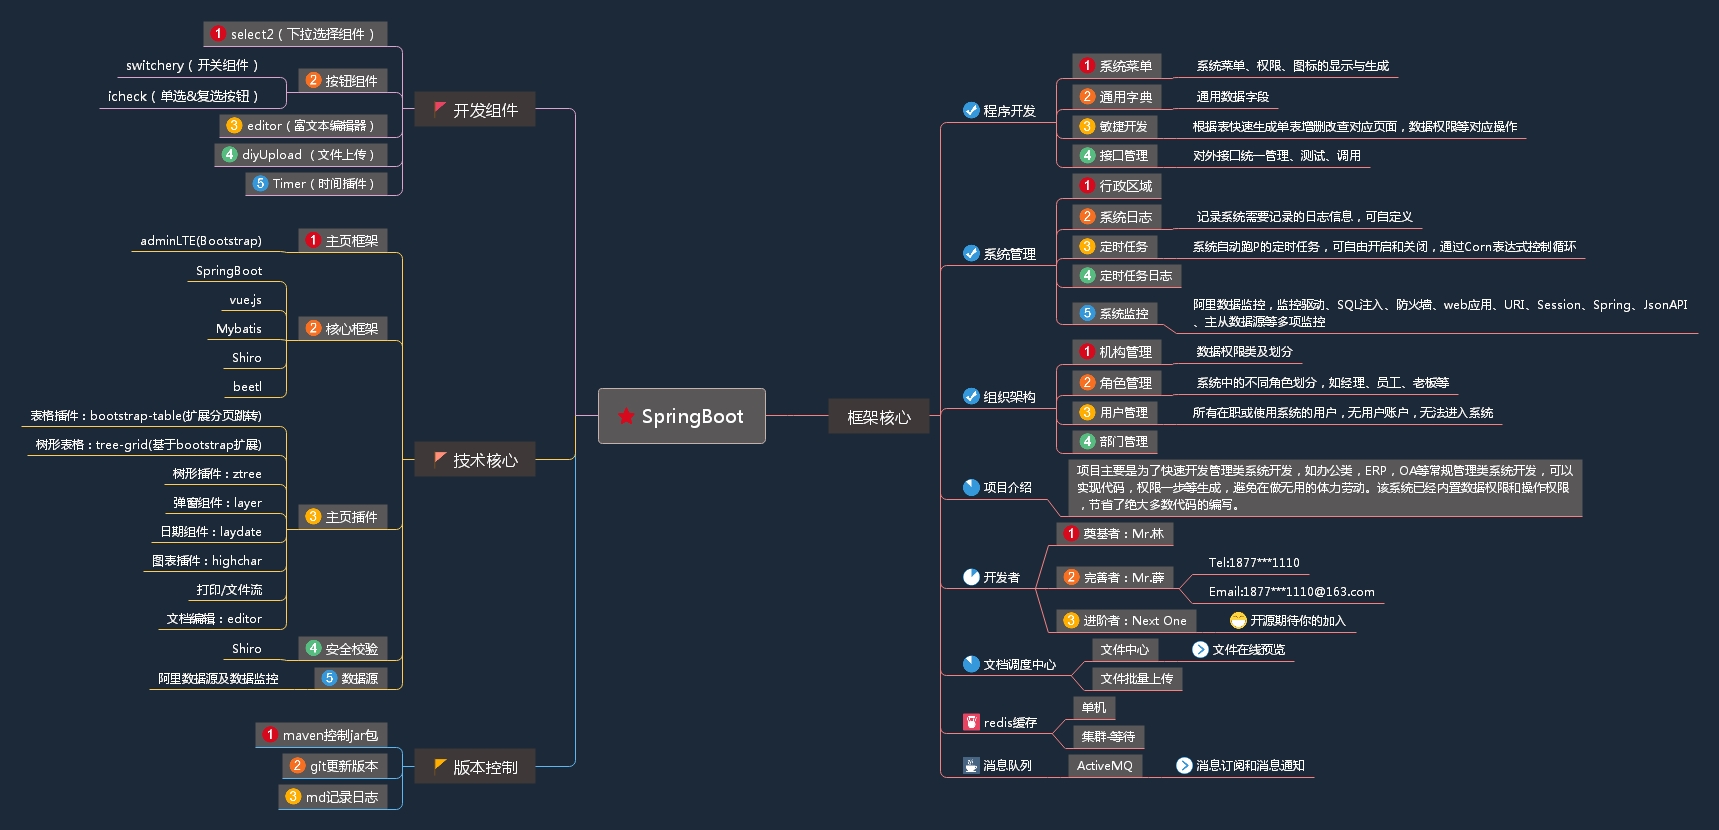 SpringBoot
开发组件
1 select2（下拉选择组件）
2 按钮组件
switchery（开关组件）
icheck（单选&复选按钮）
3 editor（富文本编辑器）
4 diyUpload （文件上传）
5 Timer（时间插件）
技术核心
1 主页框架
adminLTE(Bootstrap)
2 核心框架
SpringBoot
vue.js
Mybatis
Shiro
beetl
3 主页插件
表格插件：bootstrap-table(扩展分页跳转)
树形表格：tree-grid(基于bootstrap扩展)
树形插件：ztree
弹窗组件：layer
日期组件：laydate
图表插件：highchar
打印/文件流
文档编辑：editor
4 安全校验
Shiro
5 数据源
阿里数据源及数据监控
版本控制
1 maven控制jar包
2 git更新版本
3 md记录日志
框架核心
程序开发
1 系统菜单
系统菜单、权限、图标的显示与生成
2 通用字典
通用数据字段
3 敏捷开发
根据表快速生成单表增删改查对应页面，数据权限等对应操作
4 接口管理
对外接口统一管理、测试、调用
系统管理
1 行政区域
2 系统日志
记录系统需要记录的日志信息，可自定义
3 定时任务
系统自动跑P的定时任务，可自由开启和关闭，通过Corn表达式控制循环
4 定时任务日志
5 系统监控
阿里数据监控，监控驱动、SQL注入、防火墙、web应用、URI、Session、Spring、JsonAPI
、主从数据源等多项监控
组织架构
1 机构管理
数据权限类及划分
2 角色管理
系统中的不同角色划分，如经理、员工、老板等
3 用户管理
所有在职或使用系统的用户，无用户账户，无法进入系统
4 部门管理
项目介绍
项目主要是为了快速开发管理类系统开发，如办公类，ERP，OA等常规管理类系统开发，可以
实现代码，权限一步等生成，避免在做无用的体力劳动。该系统已经内置数据权限和操作权限
，节省了绝大多数代码的编写。
开发者
1 奠基者：Mr.林
2 完善者：Mr.薛
Tel:1877***1110
Email:1877***1110@163.com
3 进阶者：Next One
开源期待你的加入
文档调度中心
文件中心
文件在线预览
文件批量上传
redis缓存
单机
集群-等待
消息队列
ActiveMQ
消息订阅和消息通知